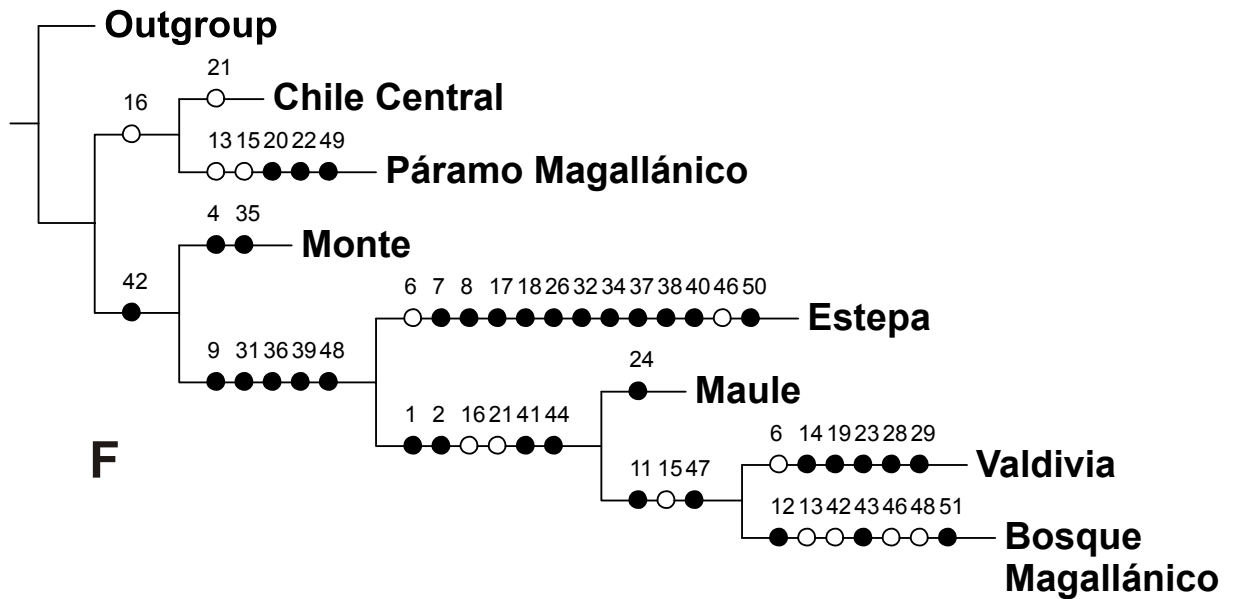 Outgroup
21
Chile Central
16
13 15 20 22 49
Páramo Magallánico
4 35
Monte
42
6 7 8 17 18 26 32 34 37 38 40 46 50
Estepa
9 31 36 39 48
24
Maule
1 2 16 21 41 44
6 14 19 23 28 29
Valdivia
F
11 15 47
12 13 42 43 46 48 51
Bosque
Magallánico